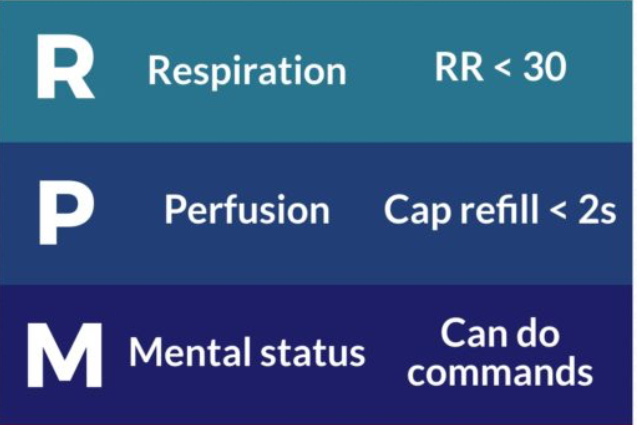 R Respiration RR < 30
P Perfusion Cap refill < 2s
M Mental status Can do
commands